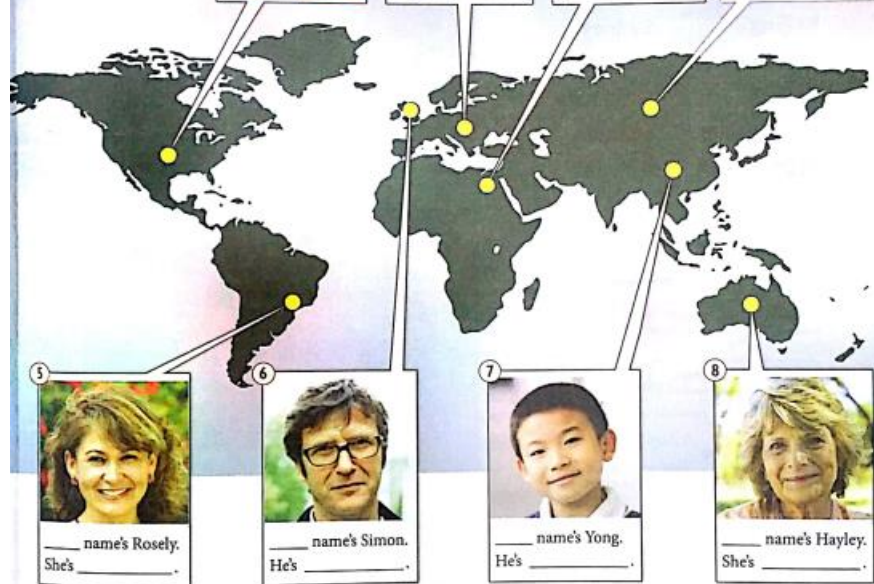 5
6
7
8
____ name's Rosely.
She's ____________ .
____ name's Simon.
He's ____________ .
____ name's Yong.
He's ____________ .
____ name's Hayley.
She's ____________ .